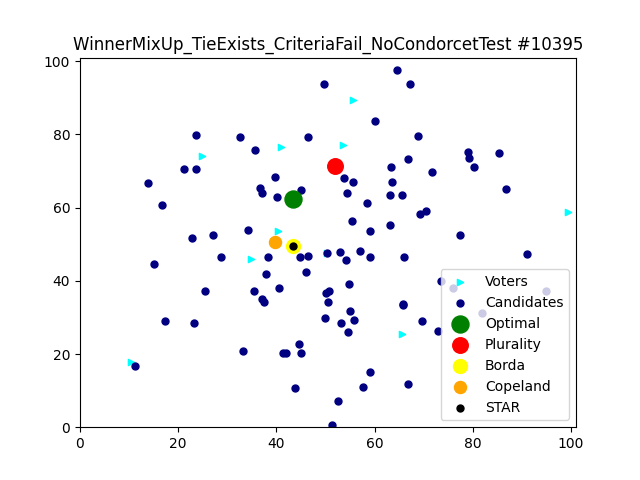 WinnerMixUp_TieExists_CriteriaFail_NoCondorcetTest #10395
100
80
60
40
20
0
0 20 40 60 80 100
Voters
Candidates
Optimal
Plurality
Borda
Copeland
STAR